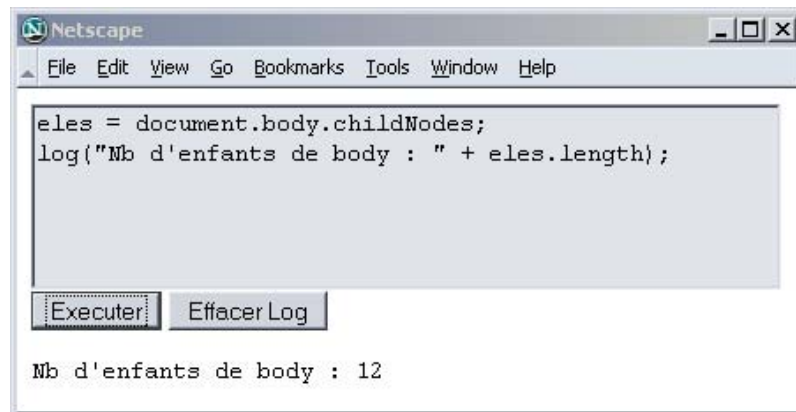 Netscape
File Edit View Go Bookmarks Tools Window Help
eles = document.body.childNodes;
log("Nb d'enfants de body : " + eles.length);
Executer Effacer Log
Nb d'enfants de body : 12